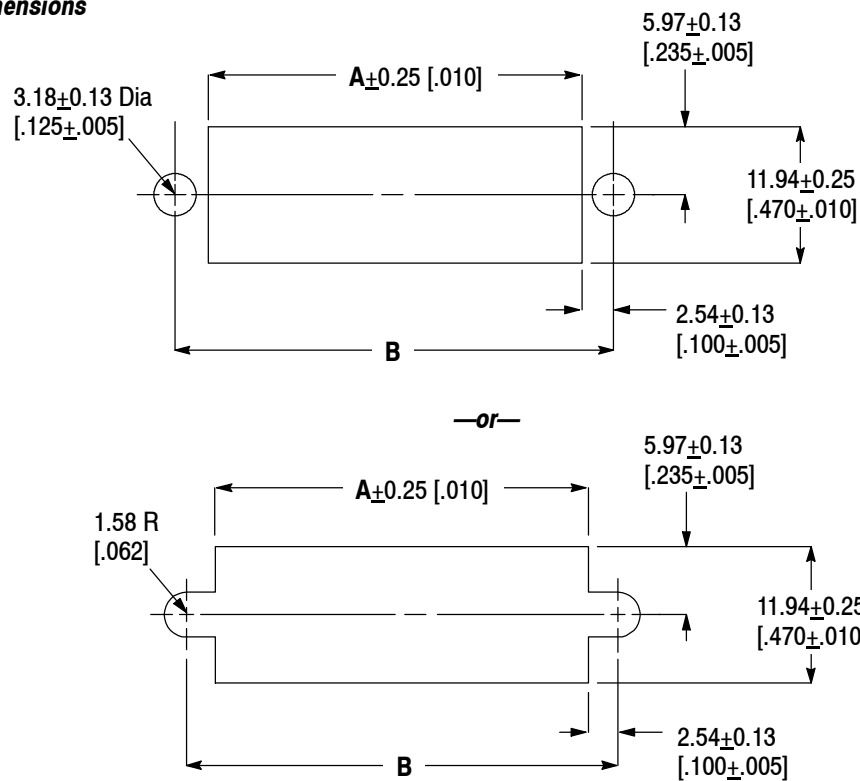 5.97±0.13
[.235±.005]
A±0.25 [.010]
3.18±0.13 Dia
[.125±.005]
11.94±0.25
[.470±.010]
2.54±0.13
[.100±.005]
B
—or—
5.97±0.13
[.235±.005]
A±0.25 [.010]
1.58 R
[.062]
11.94±0.25
[.470±.010
2.54±0.13
[.100±.005]
B